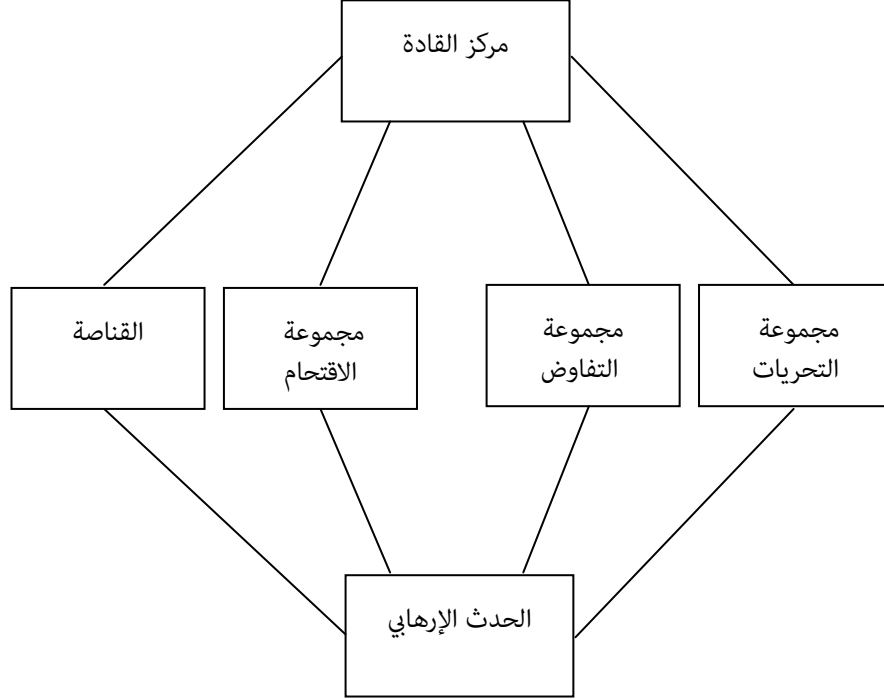 مركز القادة
مجموعة
التحريات
مجموعة
التفاوض
مجموعة
الاقتحام
القناصة
الحدث الإرهابي